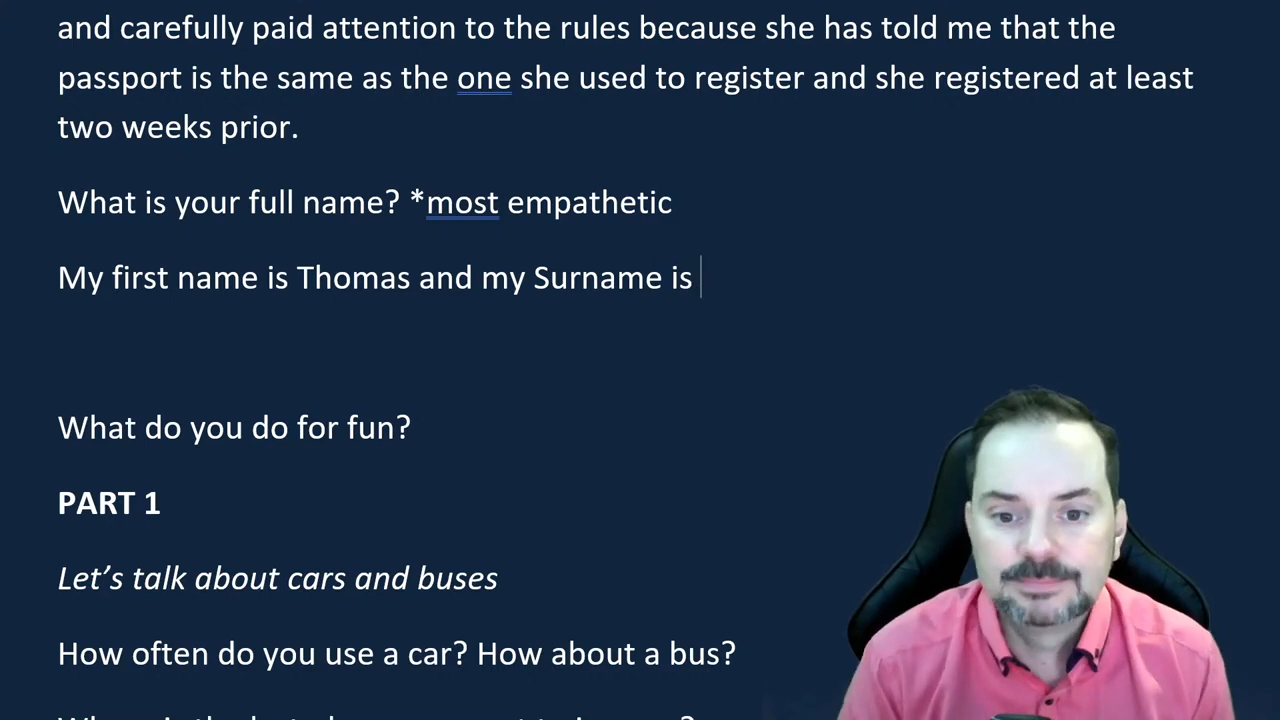 and carefully paid attention to the rules because she has told me that the
passport is the same as the one she used to register and she registered at least
two weeks prior.
What is your full name? *most empathetic
My first name is Thomas and my Surname is
What do you do for fun?
PART 1
Let’s talk about cars and buses
How often do you use a car? How about a bus?